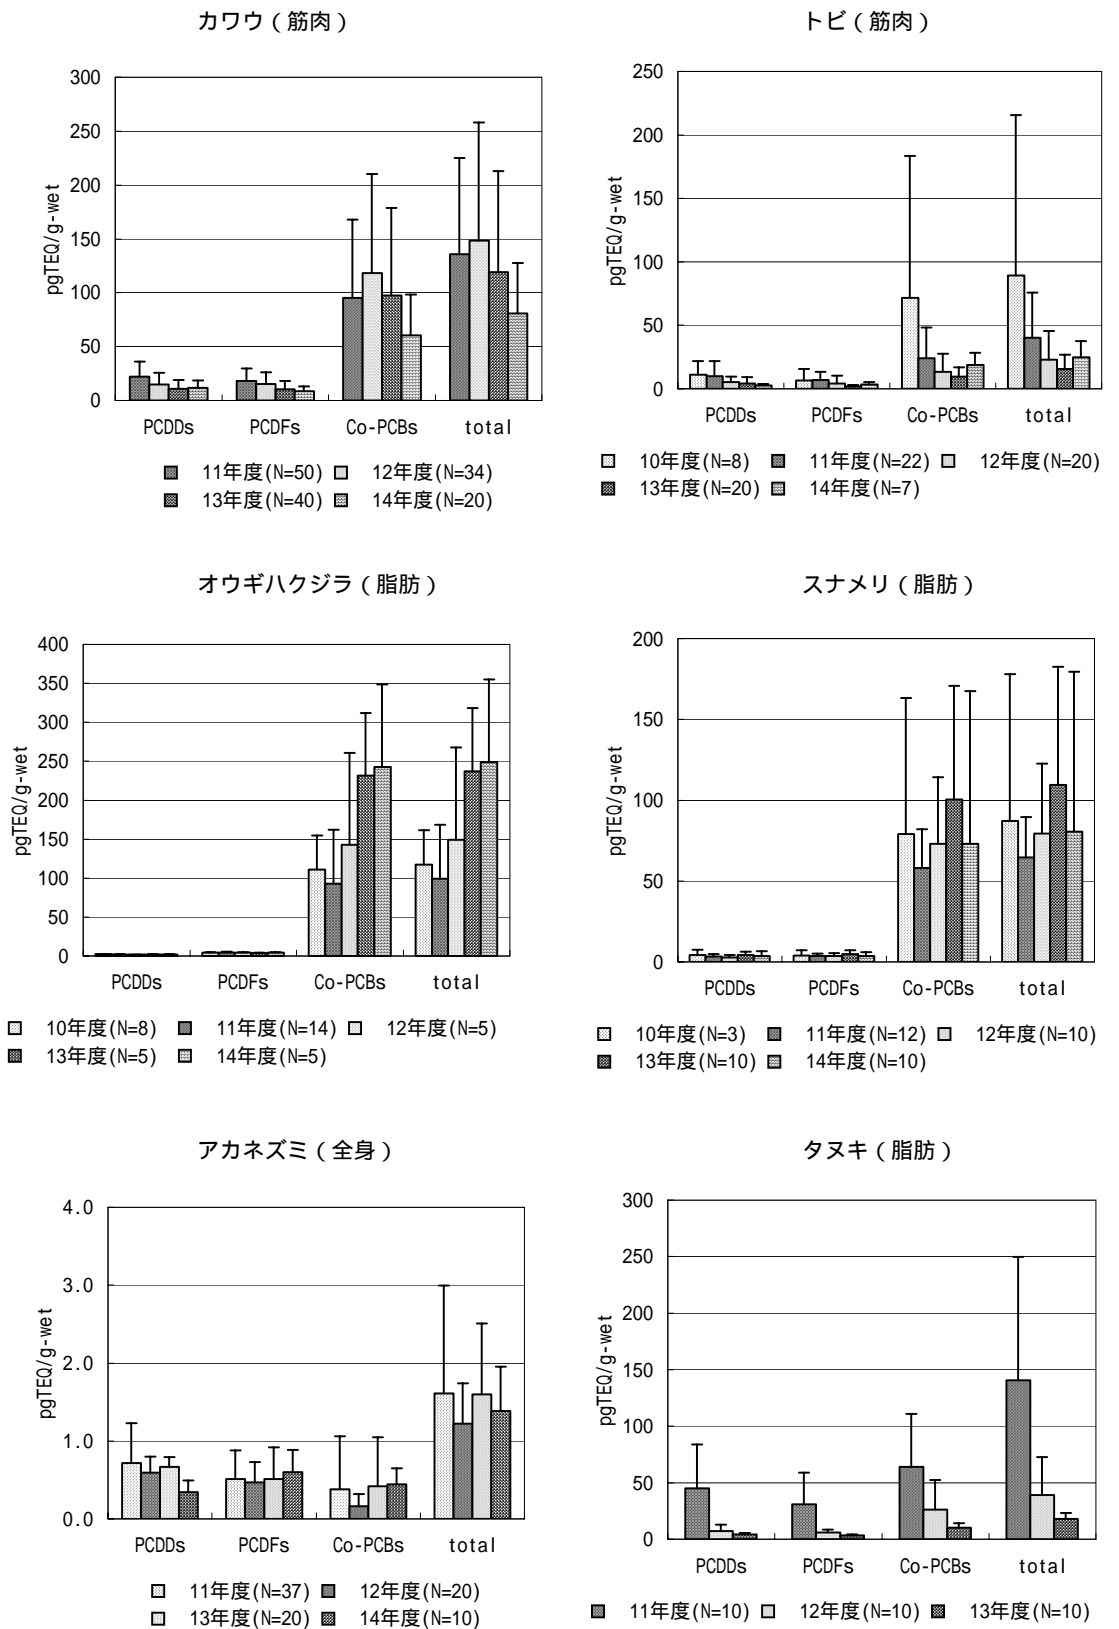 カワウ（筋肉）
300
250
200
150
100
50
0
pgTEQ/g-wet
PCDDs PCDFs Co-PCBs total
11年度(N=50) 12年度(N=34)
13年度(N=40) 14年度(N=20)
トビ（筋肉）
250
200
150
100
50
0
pgTEQ/g-wet
PCDDs PCDFs Co-PCBs total
10年度(N=8) 11年度(N=22) 12年度(N=20)
13年度(N=20) 14年度(N=7)
オウギハクジラ（脂肪）
400
350
300
250
200
150
100
50
0
pgTEQ/g-wet
PCDDs PCDFs Co-PCBs total
10年度(N=8) 11年度(N=14) 12年度(N=5)
13年度(N=5) 14年度(N=5)
スナメリ（脂肪）
200
150
100
50
0
pgTEQ/g-wet
PCDDs PCDFs Co-PCBs total
10年度(N=3) 11年度(N=12) 12年度(N=10)
13年度(N=10) 14年度(N=10)
アカネズミ（全身）
4.0
3.0
2.0
1.0
0.0
pgTEQ/g-wet
PCDDs PCDFs Co-PCBs total
11年度(N=37) 12年度(N=20)
13年度(N=20) 14年度(N=10)
タヌキ（脂肪）
300
250
200
150
100
50
0
pgTEQ/g-wet
PCDDs PCDFs Co-PCBs total
11年度(N=10) 12年度(N=10) 13年度(N=10)